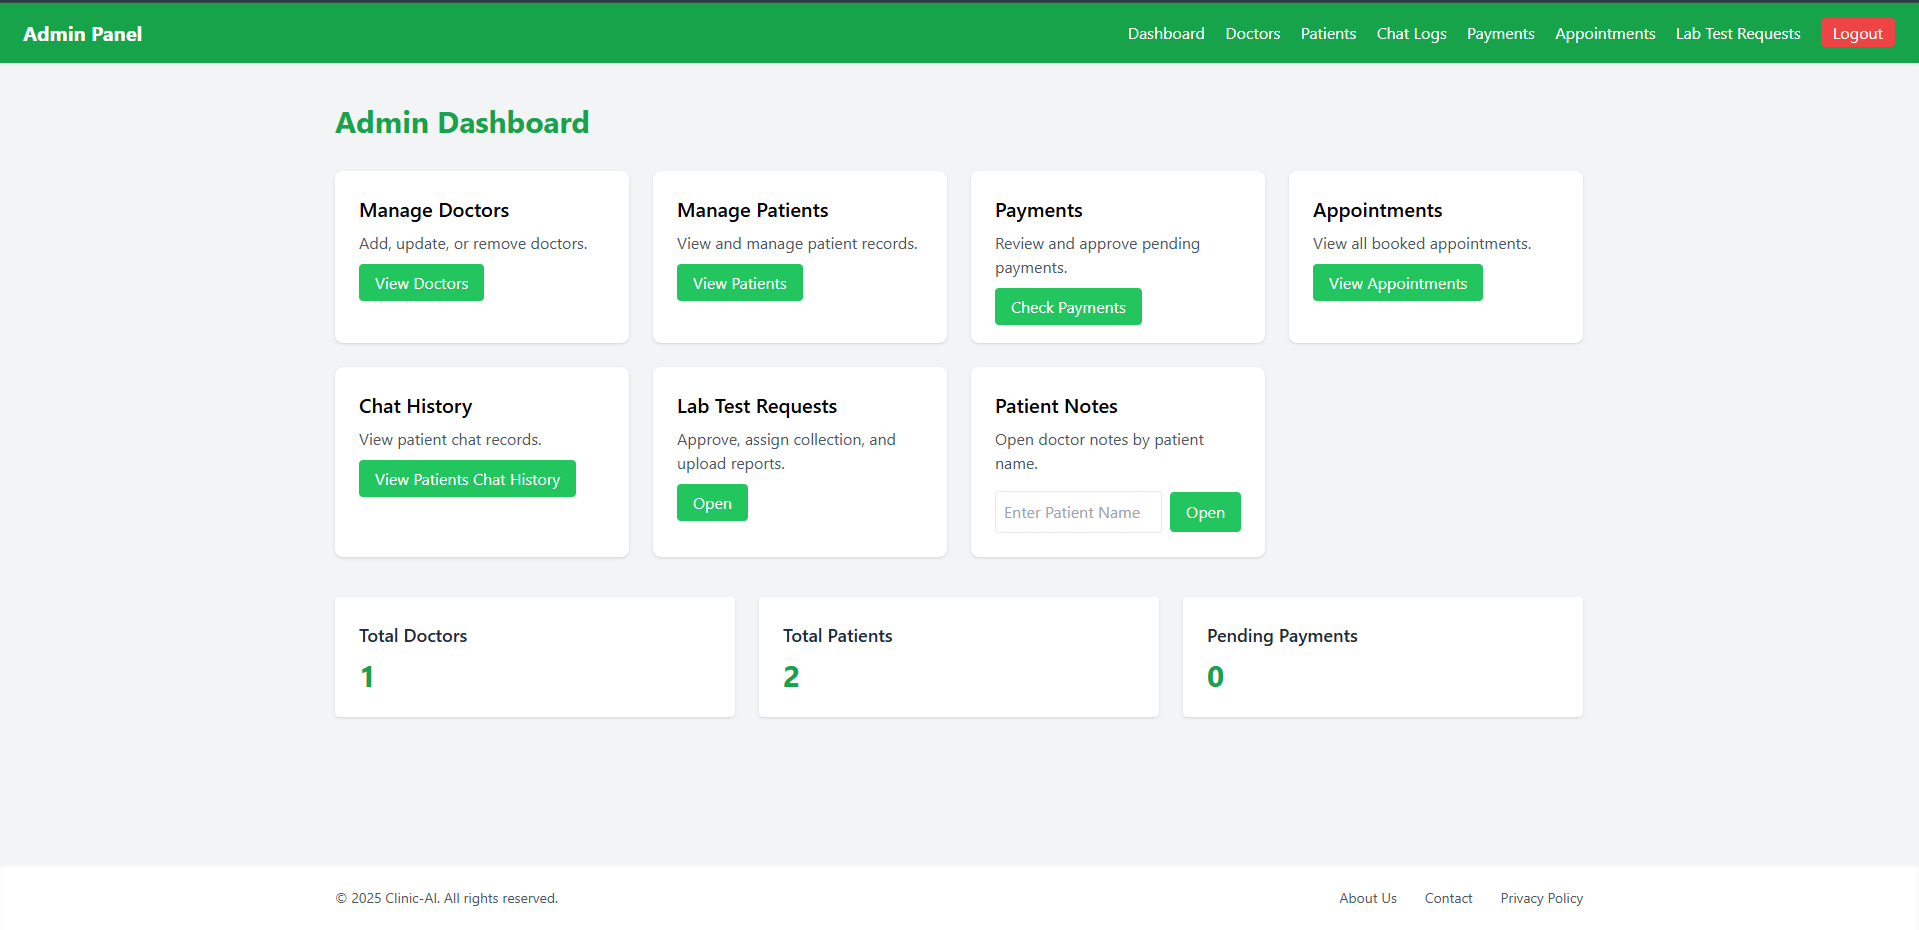 Admin Panel
Dashboard Doctors Patients Chat Logs Payments Appointments Lab Test Requests Logout
Admin Dashboard
Manage Doctors
Add, update, or remove doctors.
View Doctors
Manage Patients
View and manage patient records.
View Patients
Payments
Review and approve pending
payments.
Check Payments
Appointments
View all booked appointments.
View Appointments
Chat History
View patient chat records.
View Patients Chat History
Lab Test Requests
Approve, assign collection, and
upload reports.
Open
Patient Notes
Open doctor notes by patient
name.
Enter Patient Name
Open
Total Doctors
1
Total Patients
2
Pending Payments
0
© 2025 Clinic-AI. All rights reserved.
About Us Contact Privacy Policy